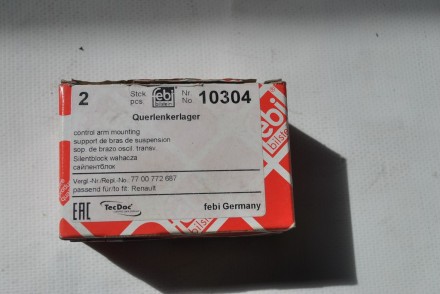 2 Stck pcs. febi bilstein Nr. No. 10304
Querlenkerlager
control arm mounting
support de bras de suspension
sop. de brazo oscil. transv.
Silentblock wahacza
сайлентблок
Vergl.-Nr./Repl.-No. 77 00 772 687
passend für/to fit: Renault
EAC TecDoc febi Germany
febi
bilstein